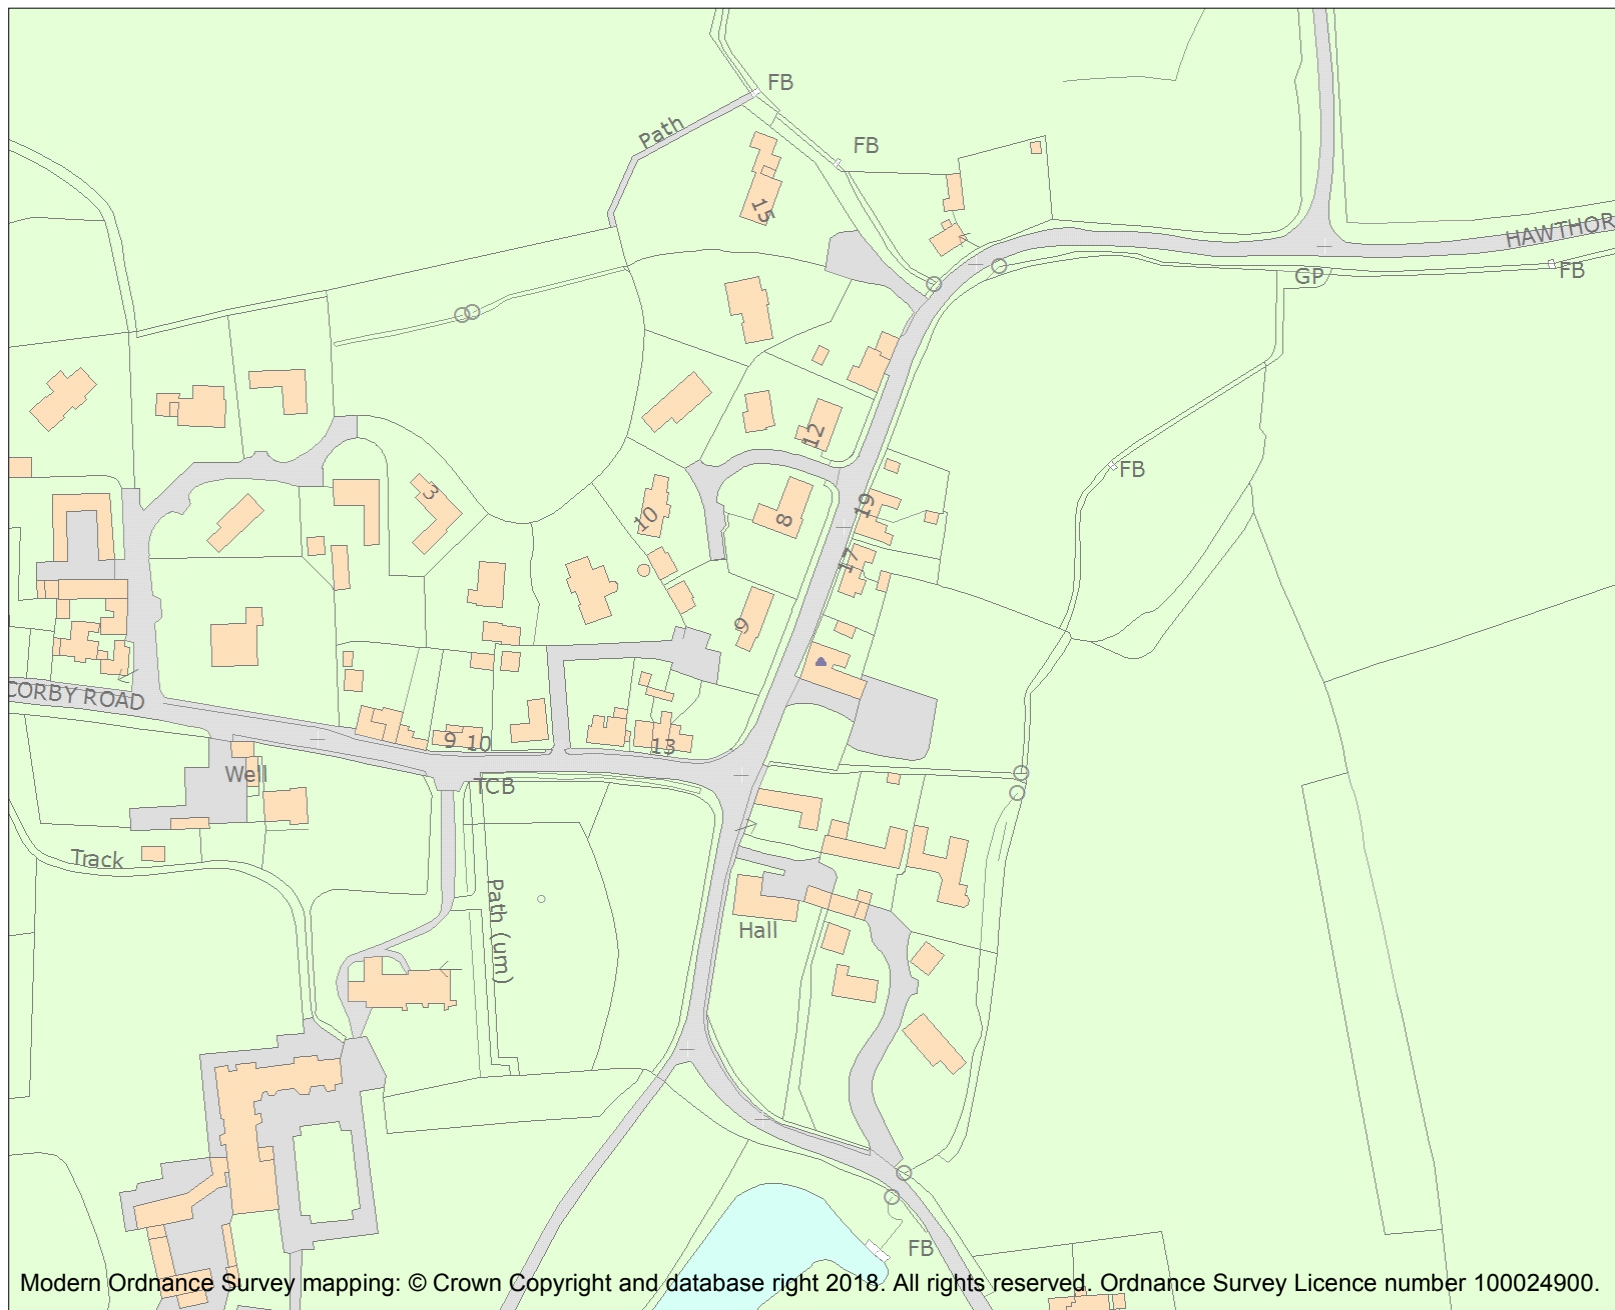 FB
Path
FB
15
HAWTHOR
FB
GP
12
FB
3
19
10
8
17
9
CORBY ROAD
9 10
13
Well
TCB
Track
Path (um)
Hall
FB
Modern Ordnance Survey mapping: © Crown Copyright and database right 2018. All rights reserved. Ordnance Survey Licence number 100024900.